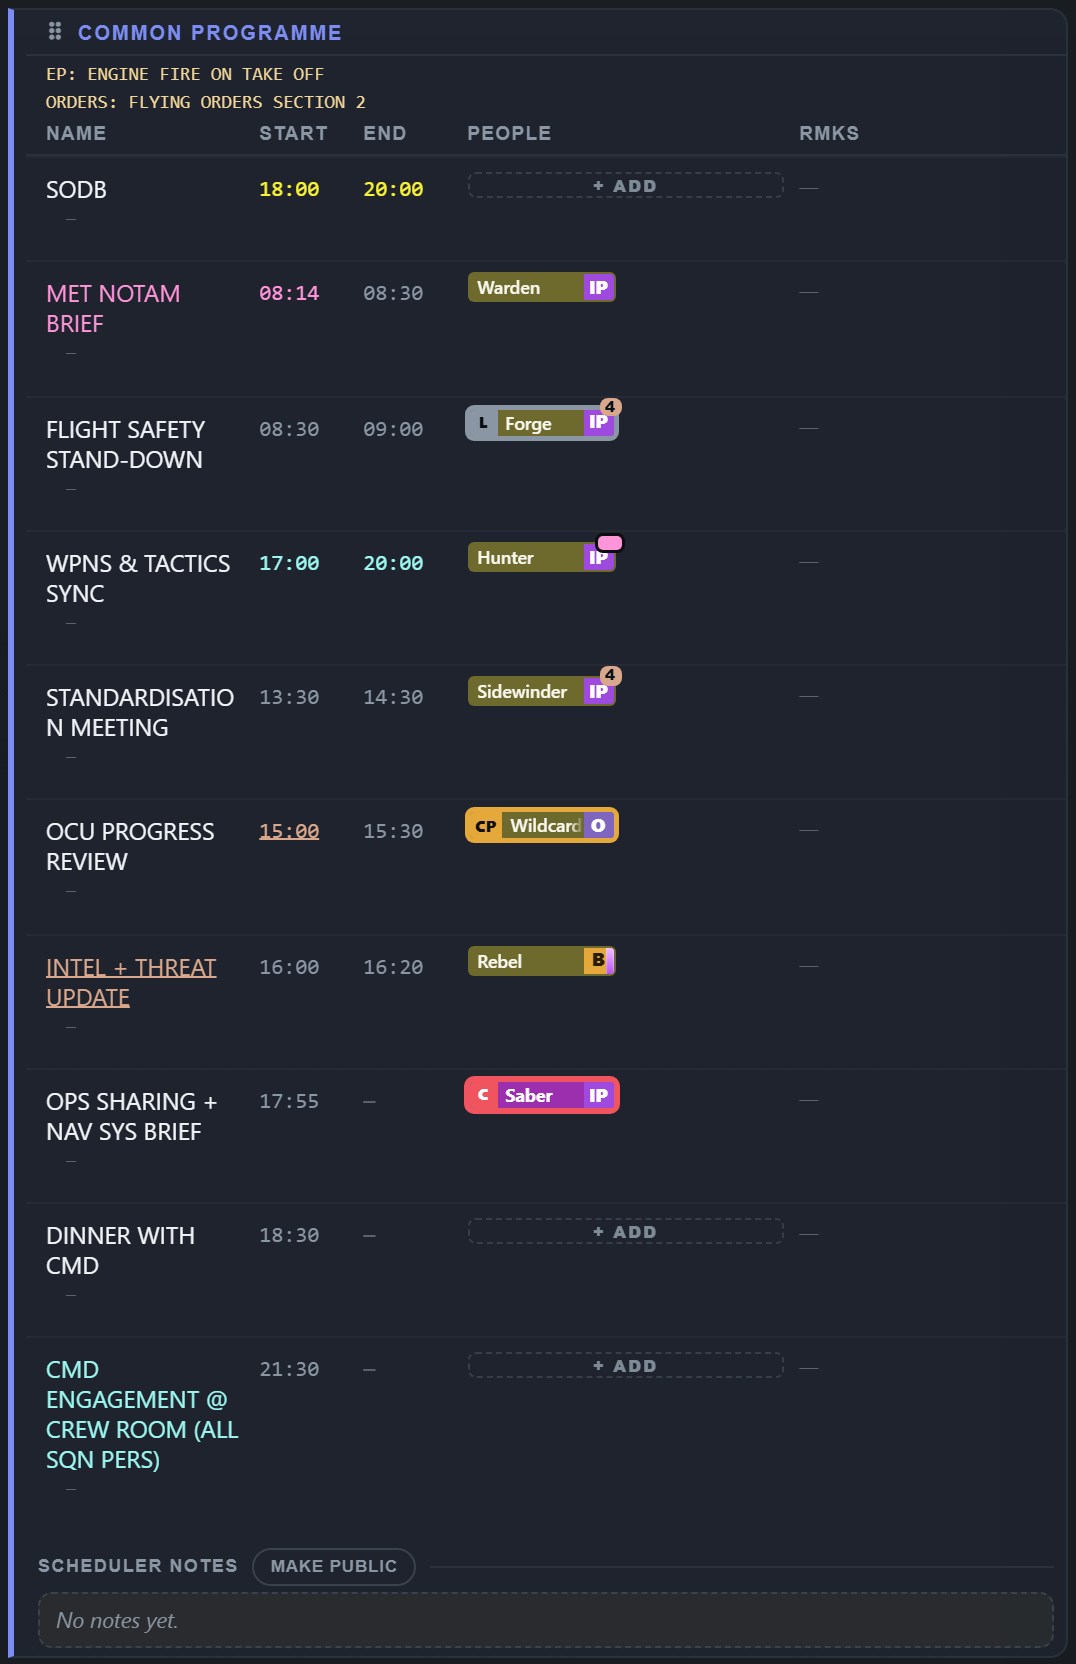 COMMON PROGRAMME
EP: ENGINE FIRE ON TAKE OFF
ORDERS: FLYING ORDERS SECTION 2
NAME START END PEOPLE RMKS
SODB 18:00 20:00 + ADD —
–
MET NOTAM 08:14 08:30 Warden IP —
BRIEF
–
4
FLIGHT SAFETY 08:30 09:00 L Forge IP —
STAND-DOWN
–
WPNS & TACTICS 17:00 20:00 Hunter IP —
SYNC
–
4
STANDARDISATIO 13:30 14:30 Sidewinder IP —
N MEETING
–
OCU PROGRESS 15:00 15:30 CP Wildcard O —
REVIEW
–
INTEL + THREAT 16:00 16:20 Rebel B —
UPDATE
–
OPS SHARING + 17:55 – C Saber IP —
NAV SYS BRIEF
–
DINNER WITH 18:30 – + ADD —
CMD
–
CMD 21:30 – + ADD —
ENGAGEMENT @
CREW ROOM (ALL
SQN PERS)
–
SCHEDULER NOTES MAKE PUBLIC
No notes yet.